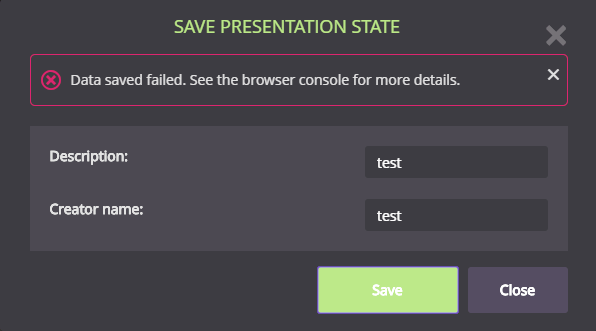 SAVE PRESENTATION STATE
Data saved failed. See the browser console for more details.
Description:
test
Creator name:
test
Save
Close